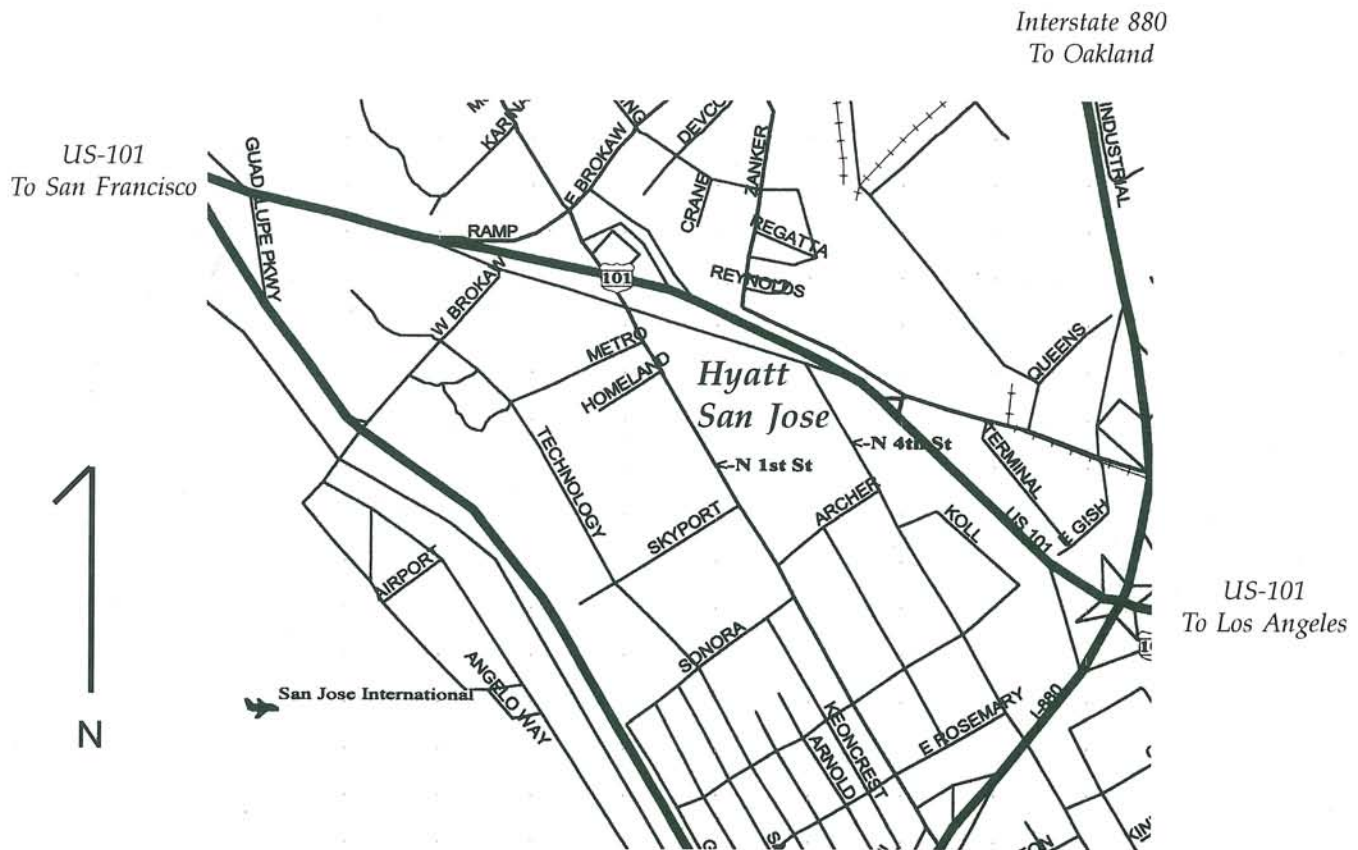 Interstate 880
To Oakland
US-101
To San Francisco
GUADALUPE PKWY
E BROKAW
DEVCO
ZANKER
INDUSTRIAL
CRANE
RAMP
REGATTA
101
REYNOLDS
W BROKAW
METRO
HOMELAND
QUEENS
Hyatt
San Jose
<-N 4th St
<-N 1st St
TERMINAL
TECHNOLOGY
SKYPORT
ARCHER
KOLL
US 101
E GISH
AIRPORT
US-101
To Los Angeles
SONORA
ANGELO WAY
San Jose International
N
KEONCREST
ARNOLD
E ROSEMARY
I-880